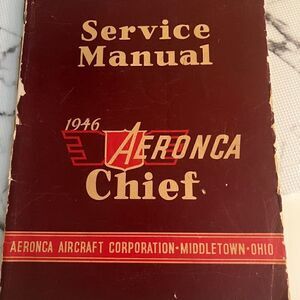 Service
Manual
1946
AERONCA
Chief
AERONCA AIRCRAFT CORPORATION•MIDDLETOWN•OHIO